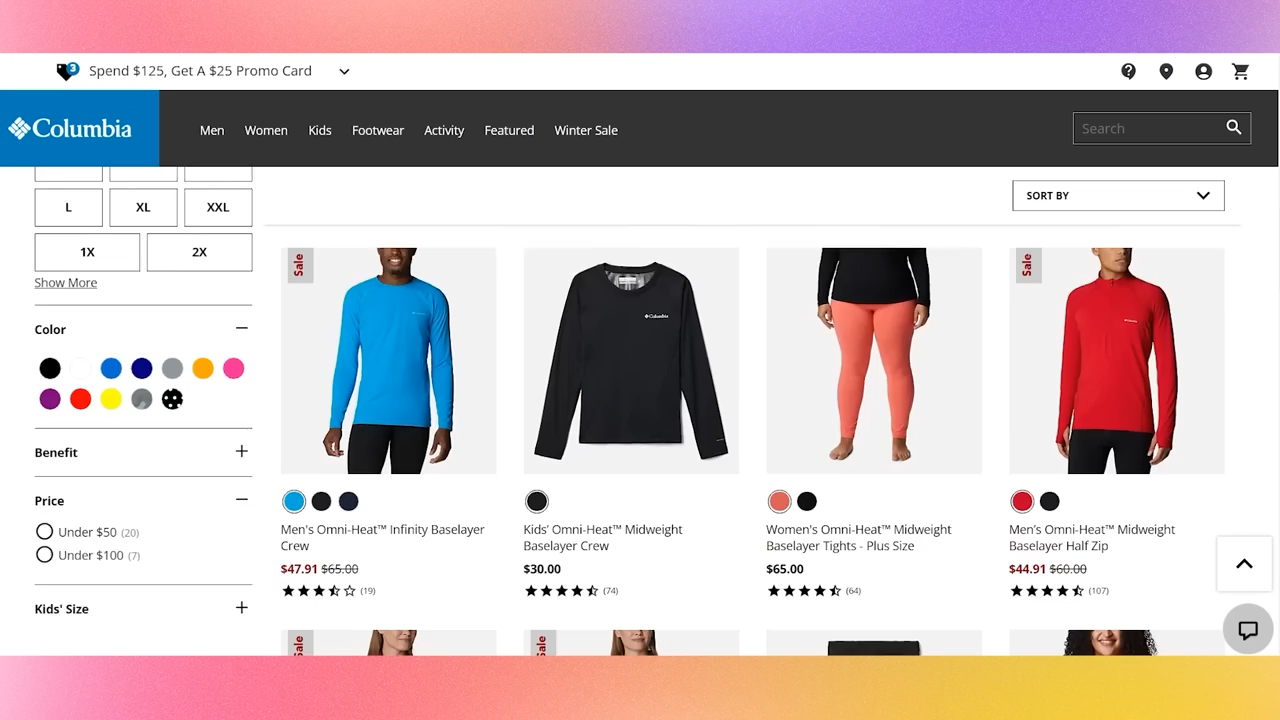 3 Spend $125, Get A $25 Promo Card
Columbia
Men Women Kids Footwear Activity Featured Winter Sale
Search
L XL XXL
1X 2X
Show More
Color
Benefit
Price
Under $50 (20)
Under $100 (7)
Kids' Size
SORT BY
Sale
Columbia
Sale
Men's Omni-Heat™ Infinity Baselayer
Crew
$47.91 $65.00
(19)
Kids' Omni-Heat™ Midweight
Baselayer Crew
$30.00
(74)
Women's Omni-Heat™ Midweight
Baselayer Tights - Plus Size
$65.00
(64)
Men's Omni-Heat™ Midweight
Baselayer Half Zip
$44.91 $60.00
(107)
Sale
Sale